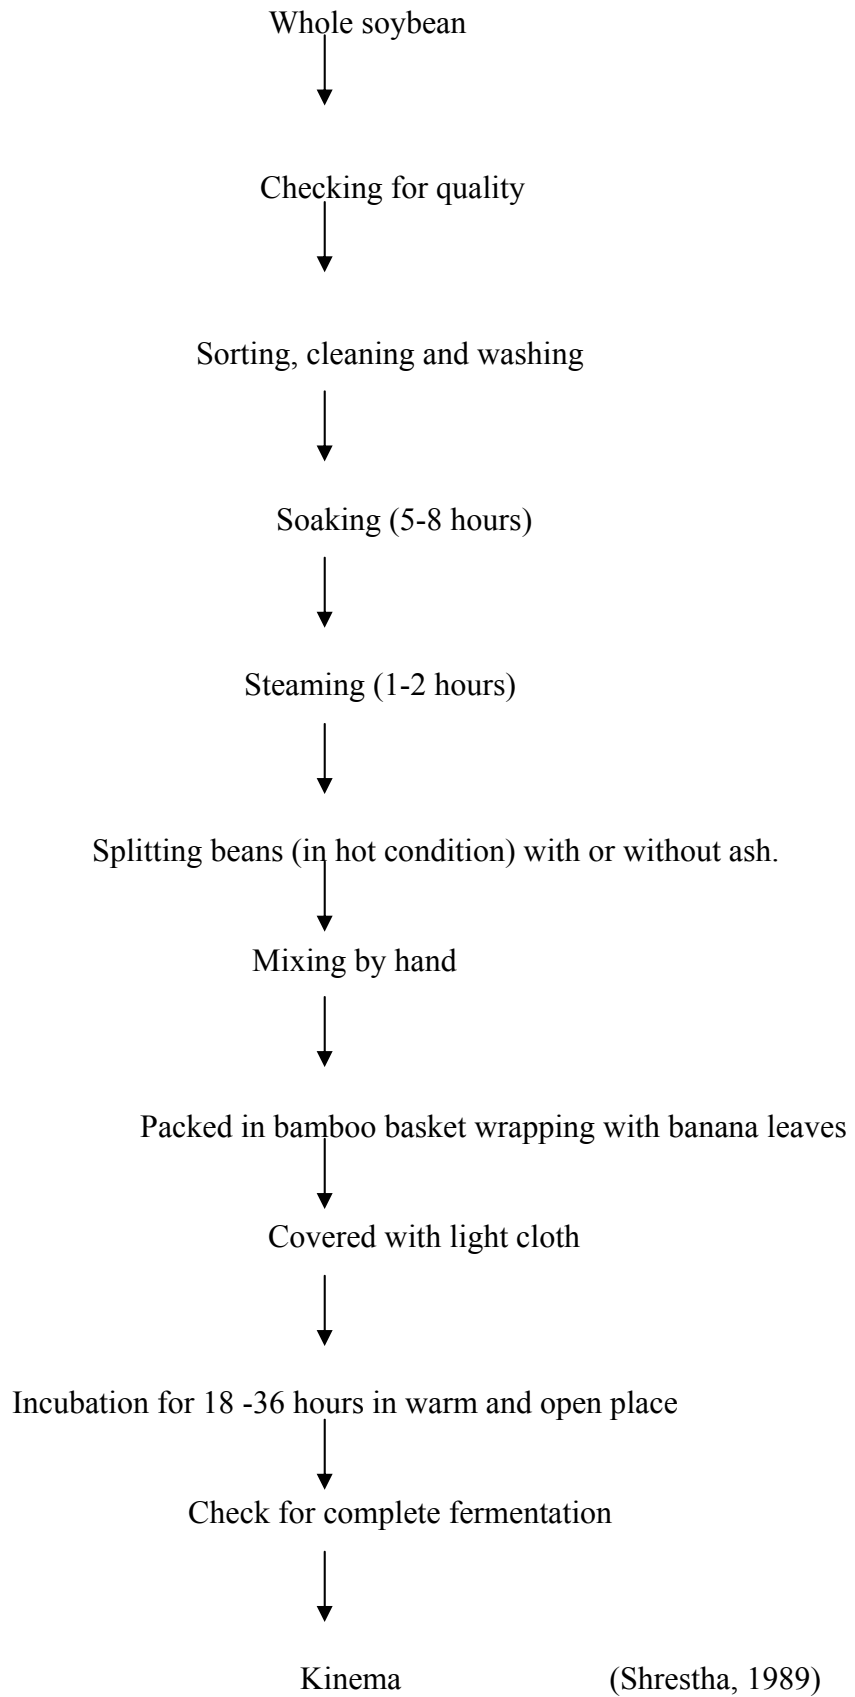 Whole soybean
Checking for quality
Sorting, cleaning and washing
Soaking (5-8 hours)
Steaming (1-2 hours)
Splitting beans (in hot condition) with or without ash.
Mixing by hand
Packed in bamboo basket wrapping with banana leaves
Covered with light cloth
Incubation for 18 -36 hours in warm and open place
Check for complete fermentation
Kinema (Shrestha, 1989)